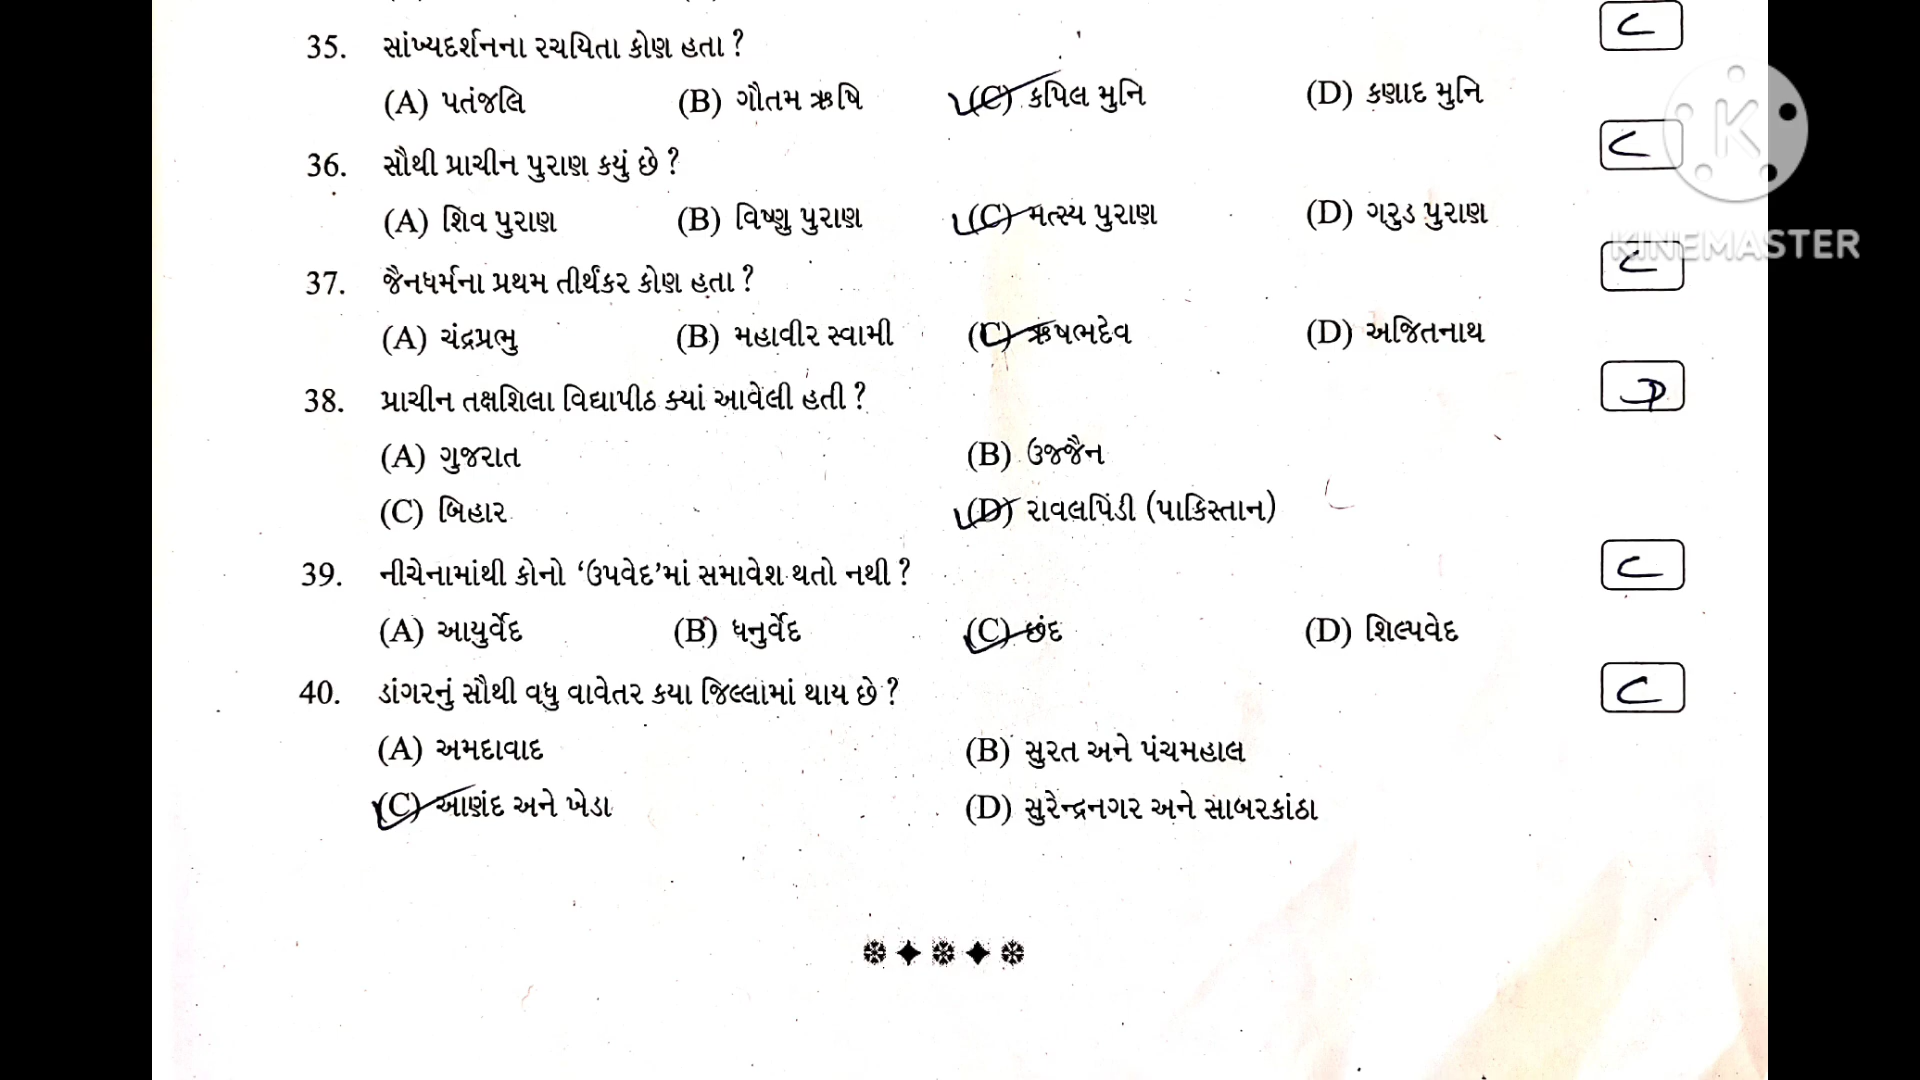 35. સાંખ્યદર્શનના રચયિતા કોણ હતા ? C
(A) પતંજલિ (B) ગૌતમ ઋષિ (C) કપિલ મુનિ (D) કણાદ મુનિ
36. સૌથી પ્રાચીન પુરાણ કયું છે ? C
(A) શિવ પુરાણ (B) વિષ્ણુ પુરાણ (C) મત્સ્ય પુરાણ (D) ગરુડ પુરાણ
K
KINEMASTER
37. જૈનધર્મના પ્રથમ તીર્થંકર કોણ હતા ? C
(A) ચંદ્રપ્રભુ (B) મહાવીર સ્વામી (C) ઋષભદેવ (D) અજિતનાથ
38. પ્રાચીન તક્ષશિલા વિદ્યાપીઠ ક્યાં આવેલી હતી ? D
(A) ગુજરાત (B) ઉજ્જૈન
(C) બિહાર (D) રાવલપિંડી (પાકિસ્તાન)
39. નીચેનામાંથી કોનો ‘ઉપવેદ’માં સમાવેશ થતો નથી ? C
(A) આયુર્વેદ (B) ધનુર્વેદ (C) છંદ (D) શિલ્પવેદ
40. ડાંગરનું સૌથી વધુ વાવેતર કયા જિલ્લામાં થાય છે ? C
(A) અમદાવાદ (B) સુરત અને પંચમહાલ
(C) આણંદ અને ખેડા (D) સુરેન્દ્રનગર અને સાબરકાંઠા